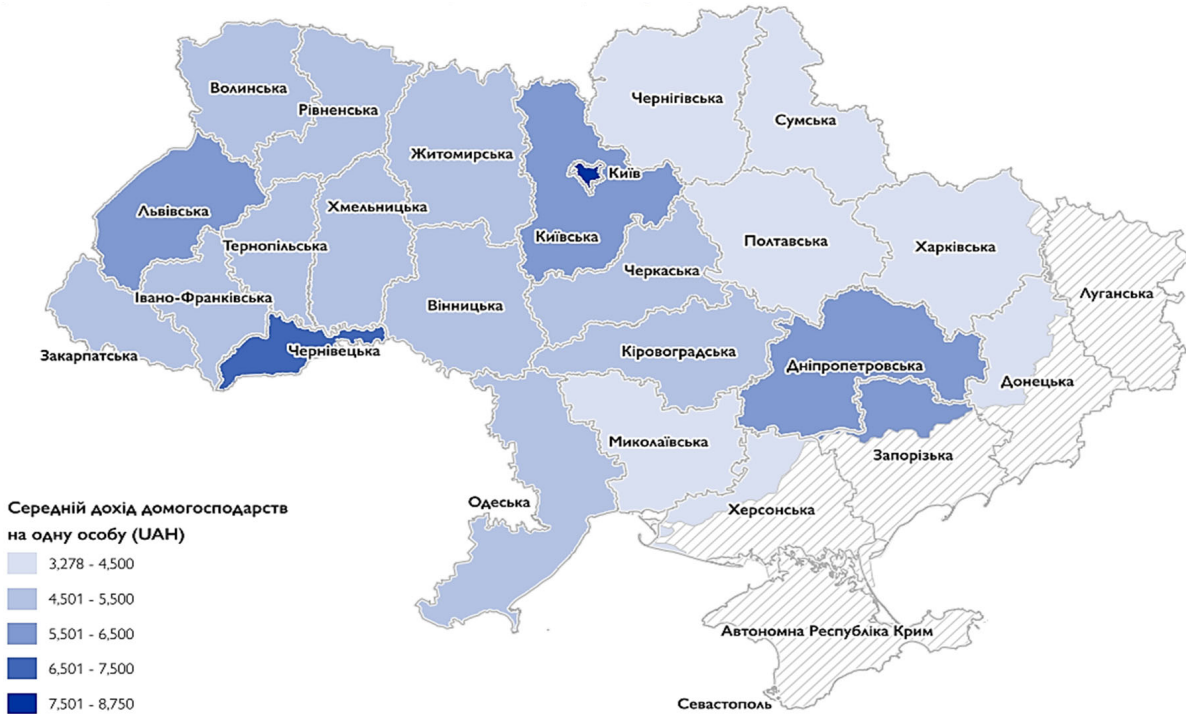 Волинська
Рівненська
Чернігівська
Сумська
Житомирська
Київ
Львівська
Хмельницька
Тернопільська
Київська
Полтавська
Харківська
Черкаська
Луганська
Івано-Франківська
Вінницька
Закарпатська
Чернівецька
Кіровоградська
Дніпропетровська
Донецька
Миколаївська
Запорізька
Одеська
Херсонська
Автономна Республіка Крим
Севастополь
Середній дохід домогосподарств
на одну особу (UAH)
3,278 - 4,500
4,501 - 5,500
5,501 - 6,500
6,501 - 7,500
7,501 - 8,750